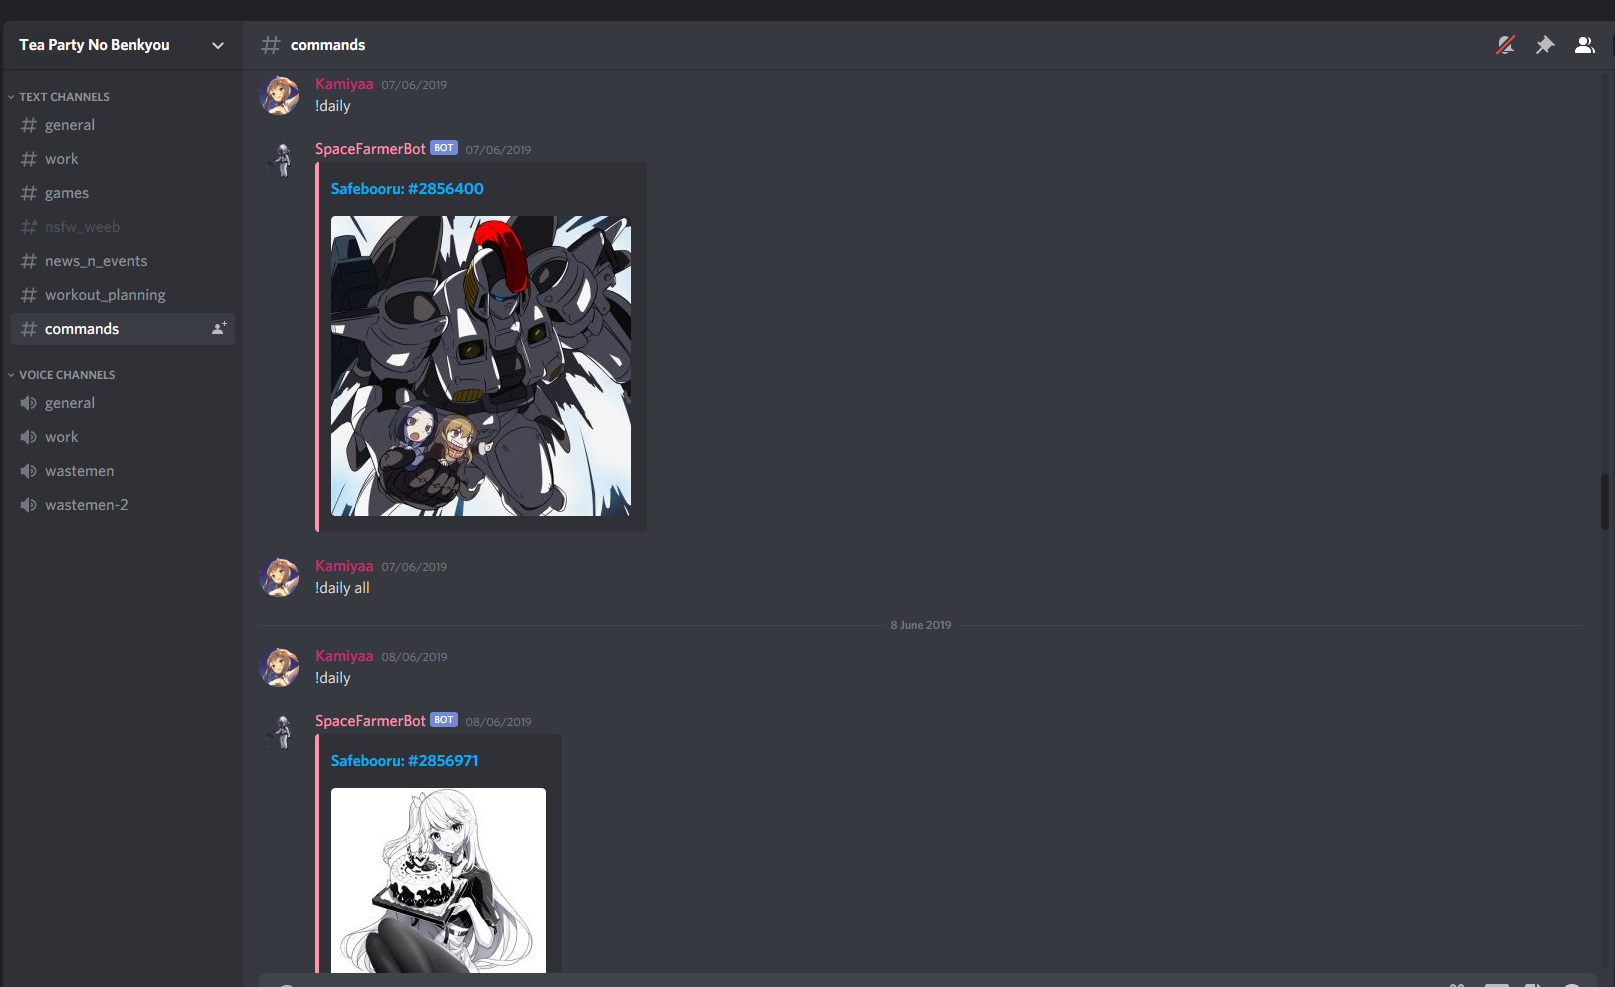 Tea Party No Benkyou
TEXT CHANNELS
general
work
games
nsfw_weeb
news_n_events
workout_planning
commands
VOICE CHANNELS
general
work
wastemen
wastemen-2
commands
Kamiyaa 07/06/2019
!daily
SpaceFarmerBot BOT 07/06/2019
Safebooru: #2856400
Kamiyaa 07/06/2019
!daily all
8 June 2019
Kamiyaa 08/06/2019
!daily
SpaceFarmerBot BOT 08/06/2019
Safebooru: #2856971